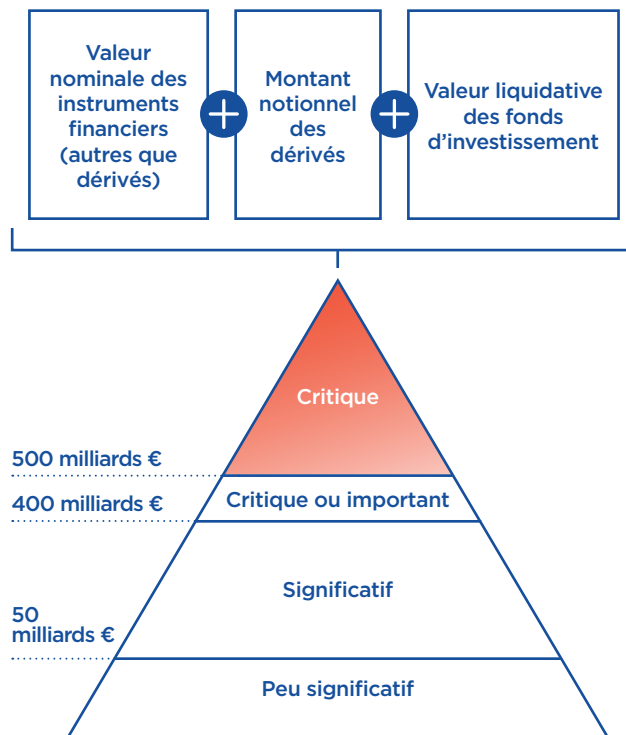 Valeur
nominale des
instruments
financiers
(autres que
dérivés)
+
Montant
notionnel
des
dérivés
+
Valeur liquidative
des fonds
d’investissement
Critique
500 milliards €
Critique ou important
400 milliards €
Significatif
50
milliards €
Peu significatif